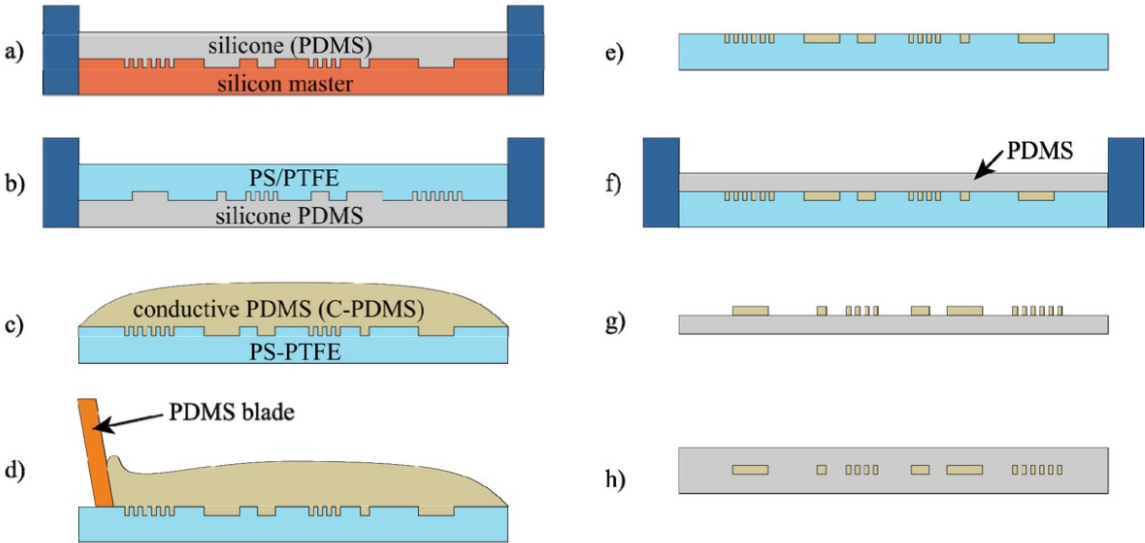 a)
silicone (PDMS)
silicon master
b)
PS/PTFE
silicone PDMS
c)
conductive PDMS (C-PDMS)
PS-PTFE
d)
PDMS blade
e)
f)
PDMS
g)
h)